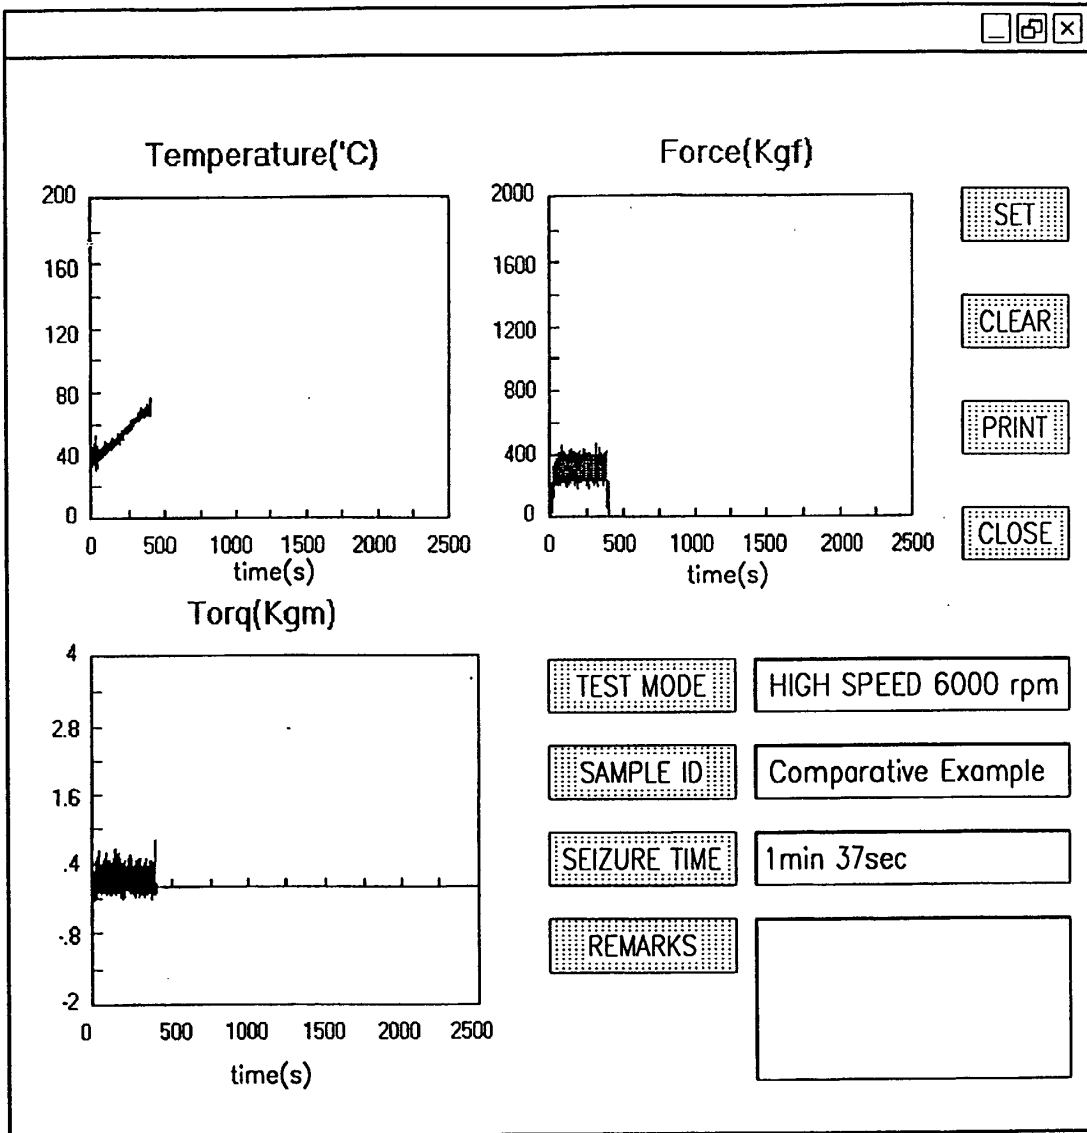 Temperature('C)
200
160
120
80
40
0
0 500 1000 1500 2000 2500
time(s)
Force(Kgf)
2000
1600
1200
800
400
0
0 500 1000 1500 2000 2500
time(s)
SET
CLEAR
PRINT
CLOSE
Torq(Kgm)
4
2.8
1.6
.4
-.8
-2
0 500 1000 1500 2000 2500
time(s)
TEST MODE HIGH SPEED 6000 rpm
SAMPLE ID Comparative Example
SEIZURE TIME 1min 37sec
REMARKS